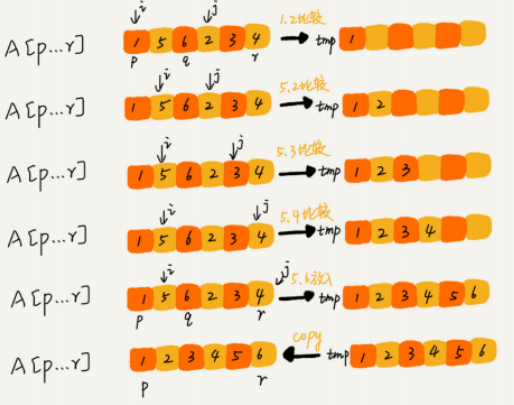 i j
A[p...r] 1 5 6 2 3 4 1.2比较 tmp 1
p q r
i j
A[p...r] 1 5 6 2 3 4 5.2比较 tmp 1 2
i j
A[p...r] 1 5 6 2 3 4 5.3比较 tmp 1 2 3
i j
A[p...r] 1 5 6 2 3 4 5.4比较 tmp 1 2 3 4
i j
A[p...r] 1 5 6 2 3 4 5.6放入 tmp 1 2 3 4 5 6
p q r
A[p...r] 1 2 3 4 5 6 copy tmp 1 2 3 4 5 6
p r